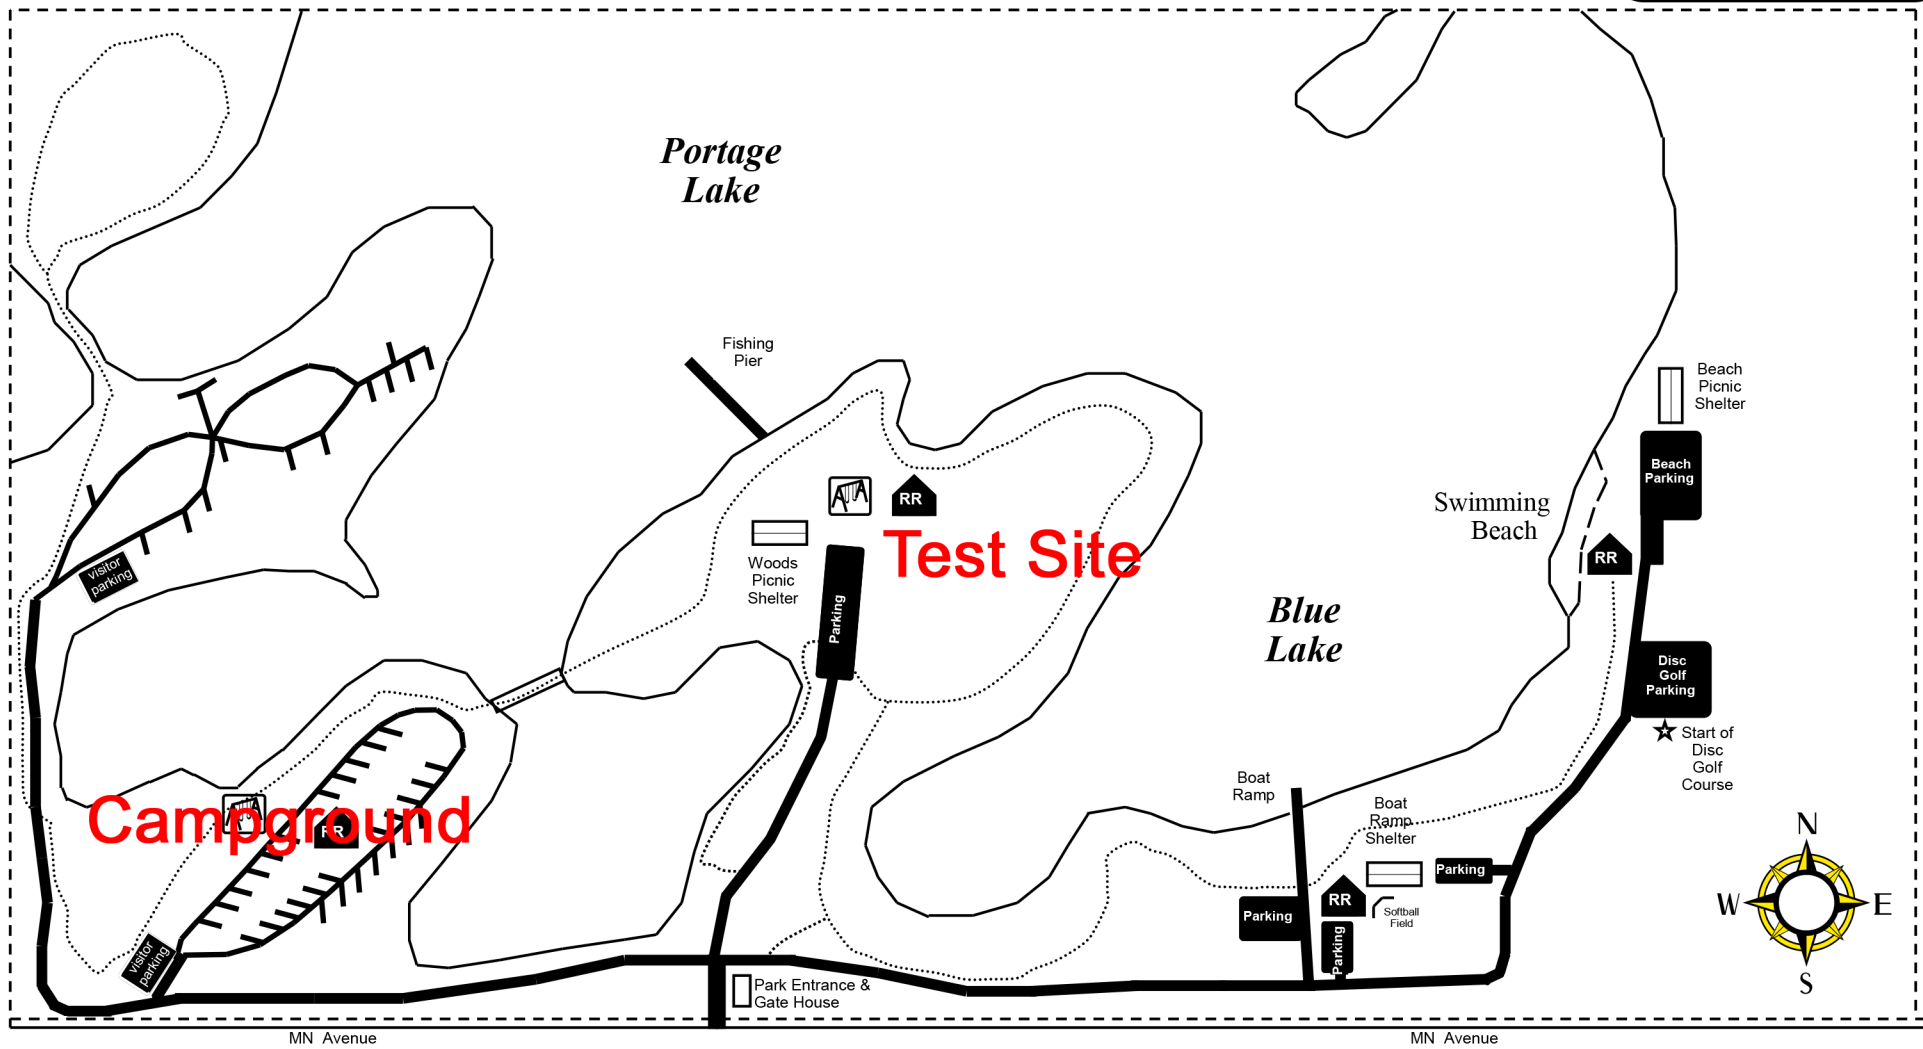 Portage
Lake
Fishing
Pier
Beach
Picnic
Shelter
Beach
Parking
RR
Swimming
Beach
RR
Test Site
Woods
Picnic
Shelter
visitor
parking
Parking
Blue
Lake
Disc
Golf
Parking
Start of
Disc
Golf
Course
Boat
Ramp
Boat
Ramp
Shelter
Campground
RR
N
W
E
S
Parking
RR
Softball
Field
Parking
Parking
visitor
parking
Park Entrance &
Gate House
MN Avenue
MN Avenue